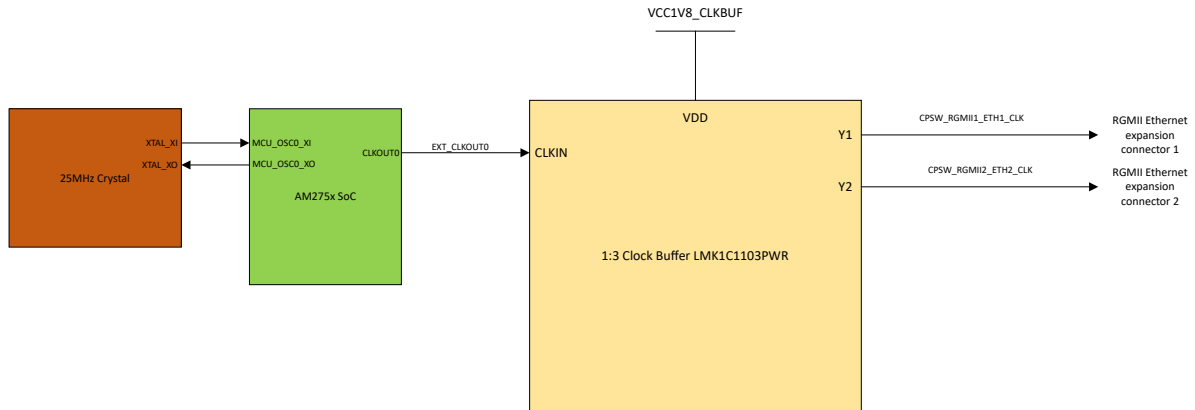 VCC1V8_CLKBUF
XTAL_XI
XTAL_XO
25MHz Crystal
MCU_OSC0_XI
MCU_OSC0_XO
CLKOUT0
AM275x SoC
EXT_CLKOUT0
CLKIN
VDD
Y1
Y2
1:3 Clock Buffer LMK1C1103PWR
CPSW_RGMII1_ETH1_CLK
RGMII Ethernet
expansion
connector 1
CPSW_RGMII2_ETH2_CLK
RGMII Ethernet
expansion
connector 2